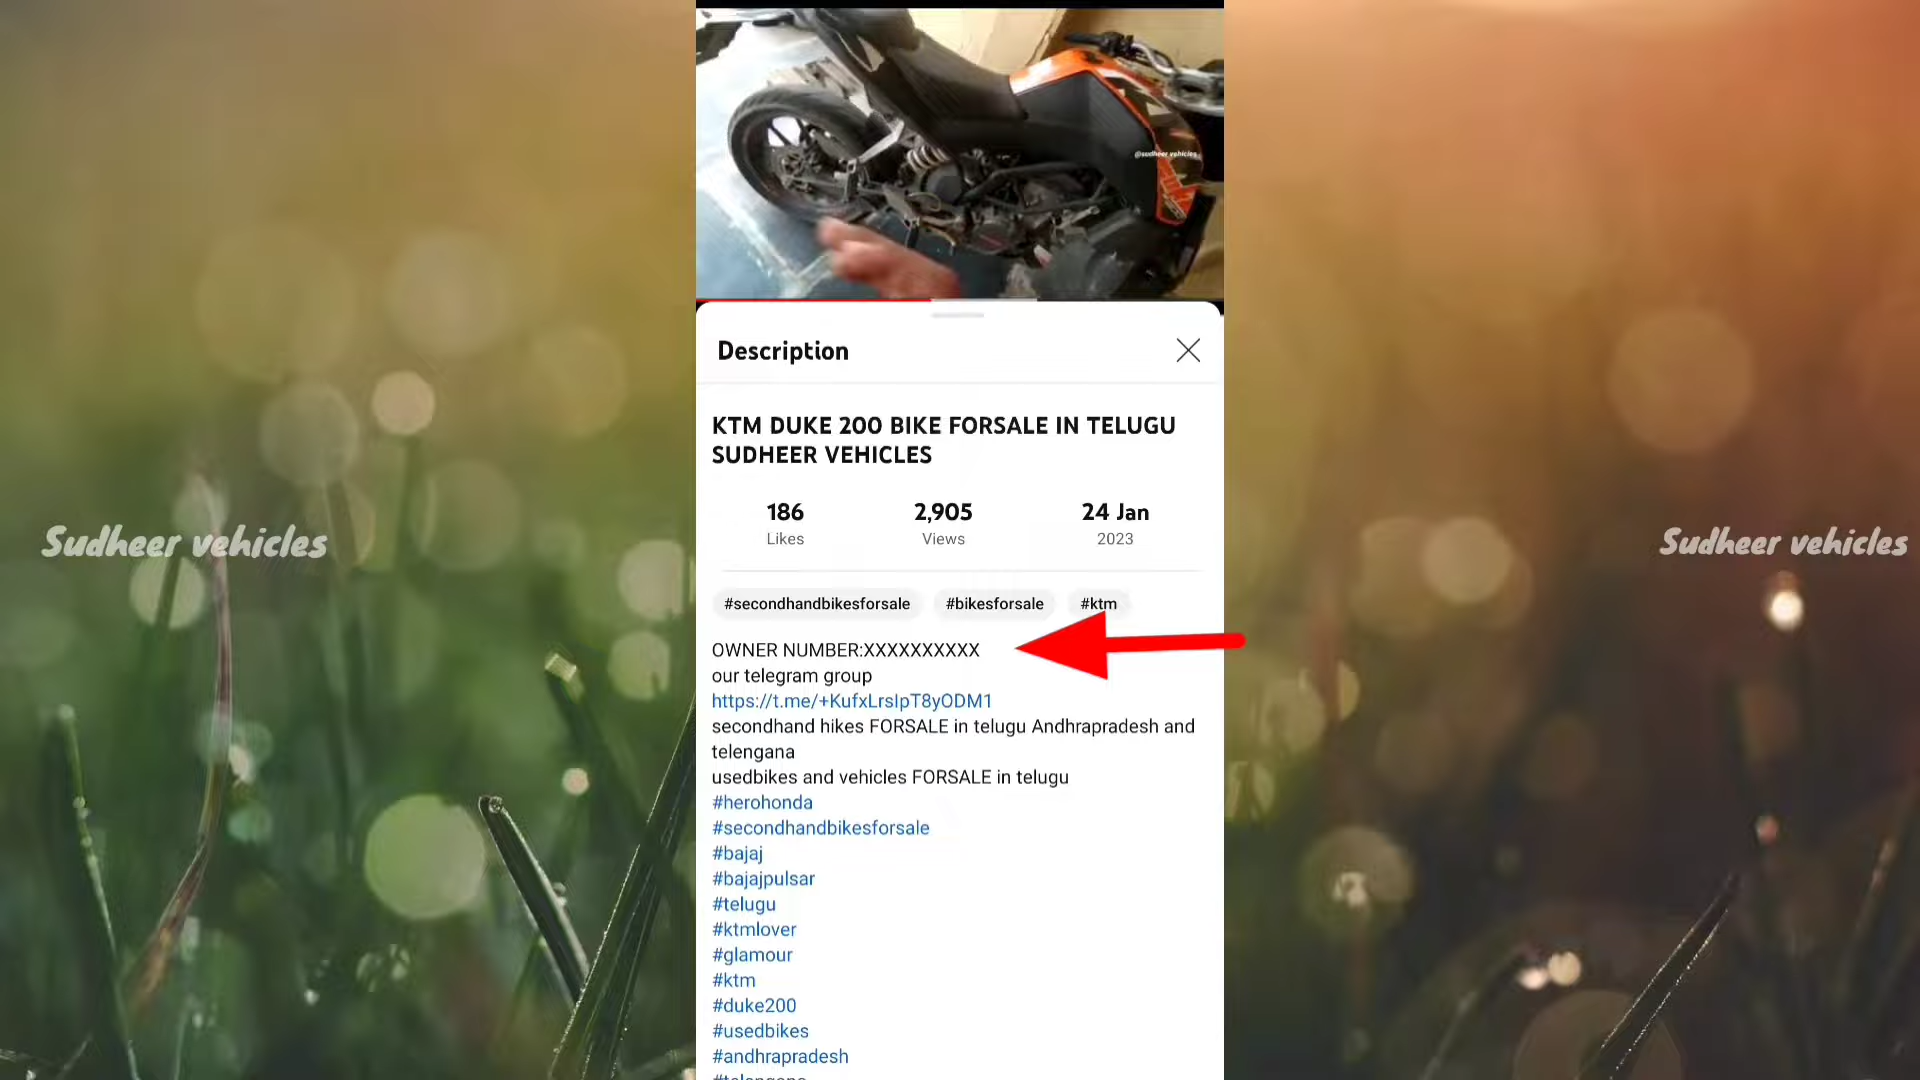 @sudheer vehicles
Description
KTM DUKE 200 BIKE FORSALE IN TELUGU
SUDHEER VEHICLES
186
Likes
2,905
Views
24 Jan
2023
#secondhandbikesforsale
#bikesforsale
#ktm
OWNER NUMBER:XXXXXXXXXX
our telegram group
https://t.me/+KufxLrsIpT8yODM1
secondhand hikes FORSALE in telugu Andhrapradesh and
telengana
usedbikes and vehicles FORSALE in telugu
#herohonda
#secondhandbikesforsale
#bajaj
#bajajpulsar
#telugu
#ktmlover
#glamour
#ktm
#duke200
#usedbikes
#andhrapradesh
Sudheer vehicles
Sudheer vehicles